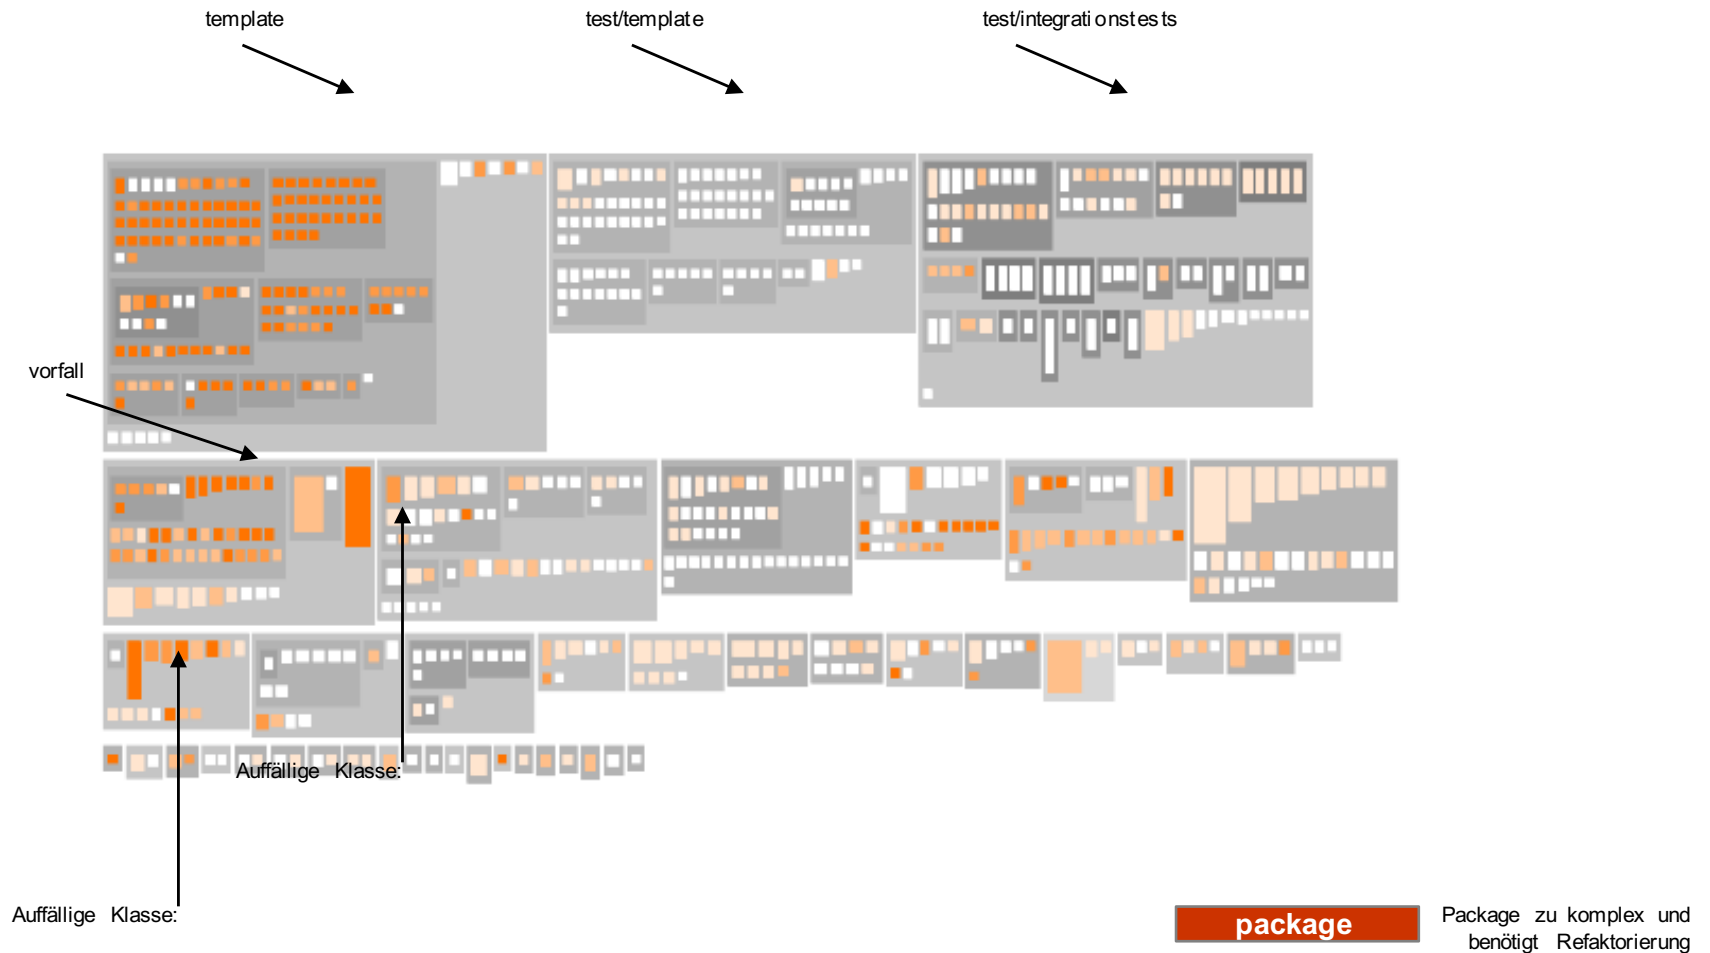 template
test/template
test/integrationstests
vorfall
Auffällige Klasse:
Auffällige Klasse:
package
Package zu komplex und
benötigt Refaktorierung